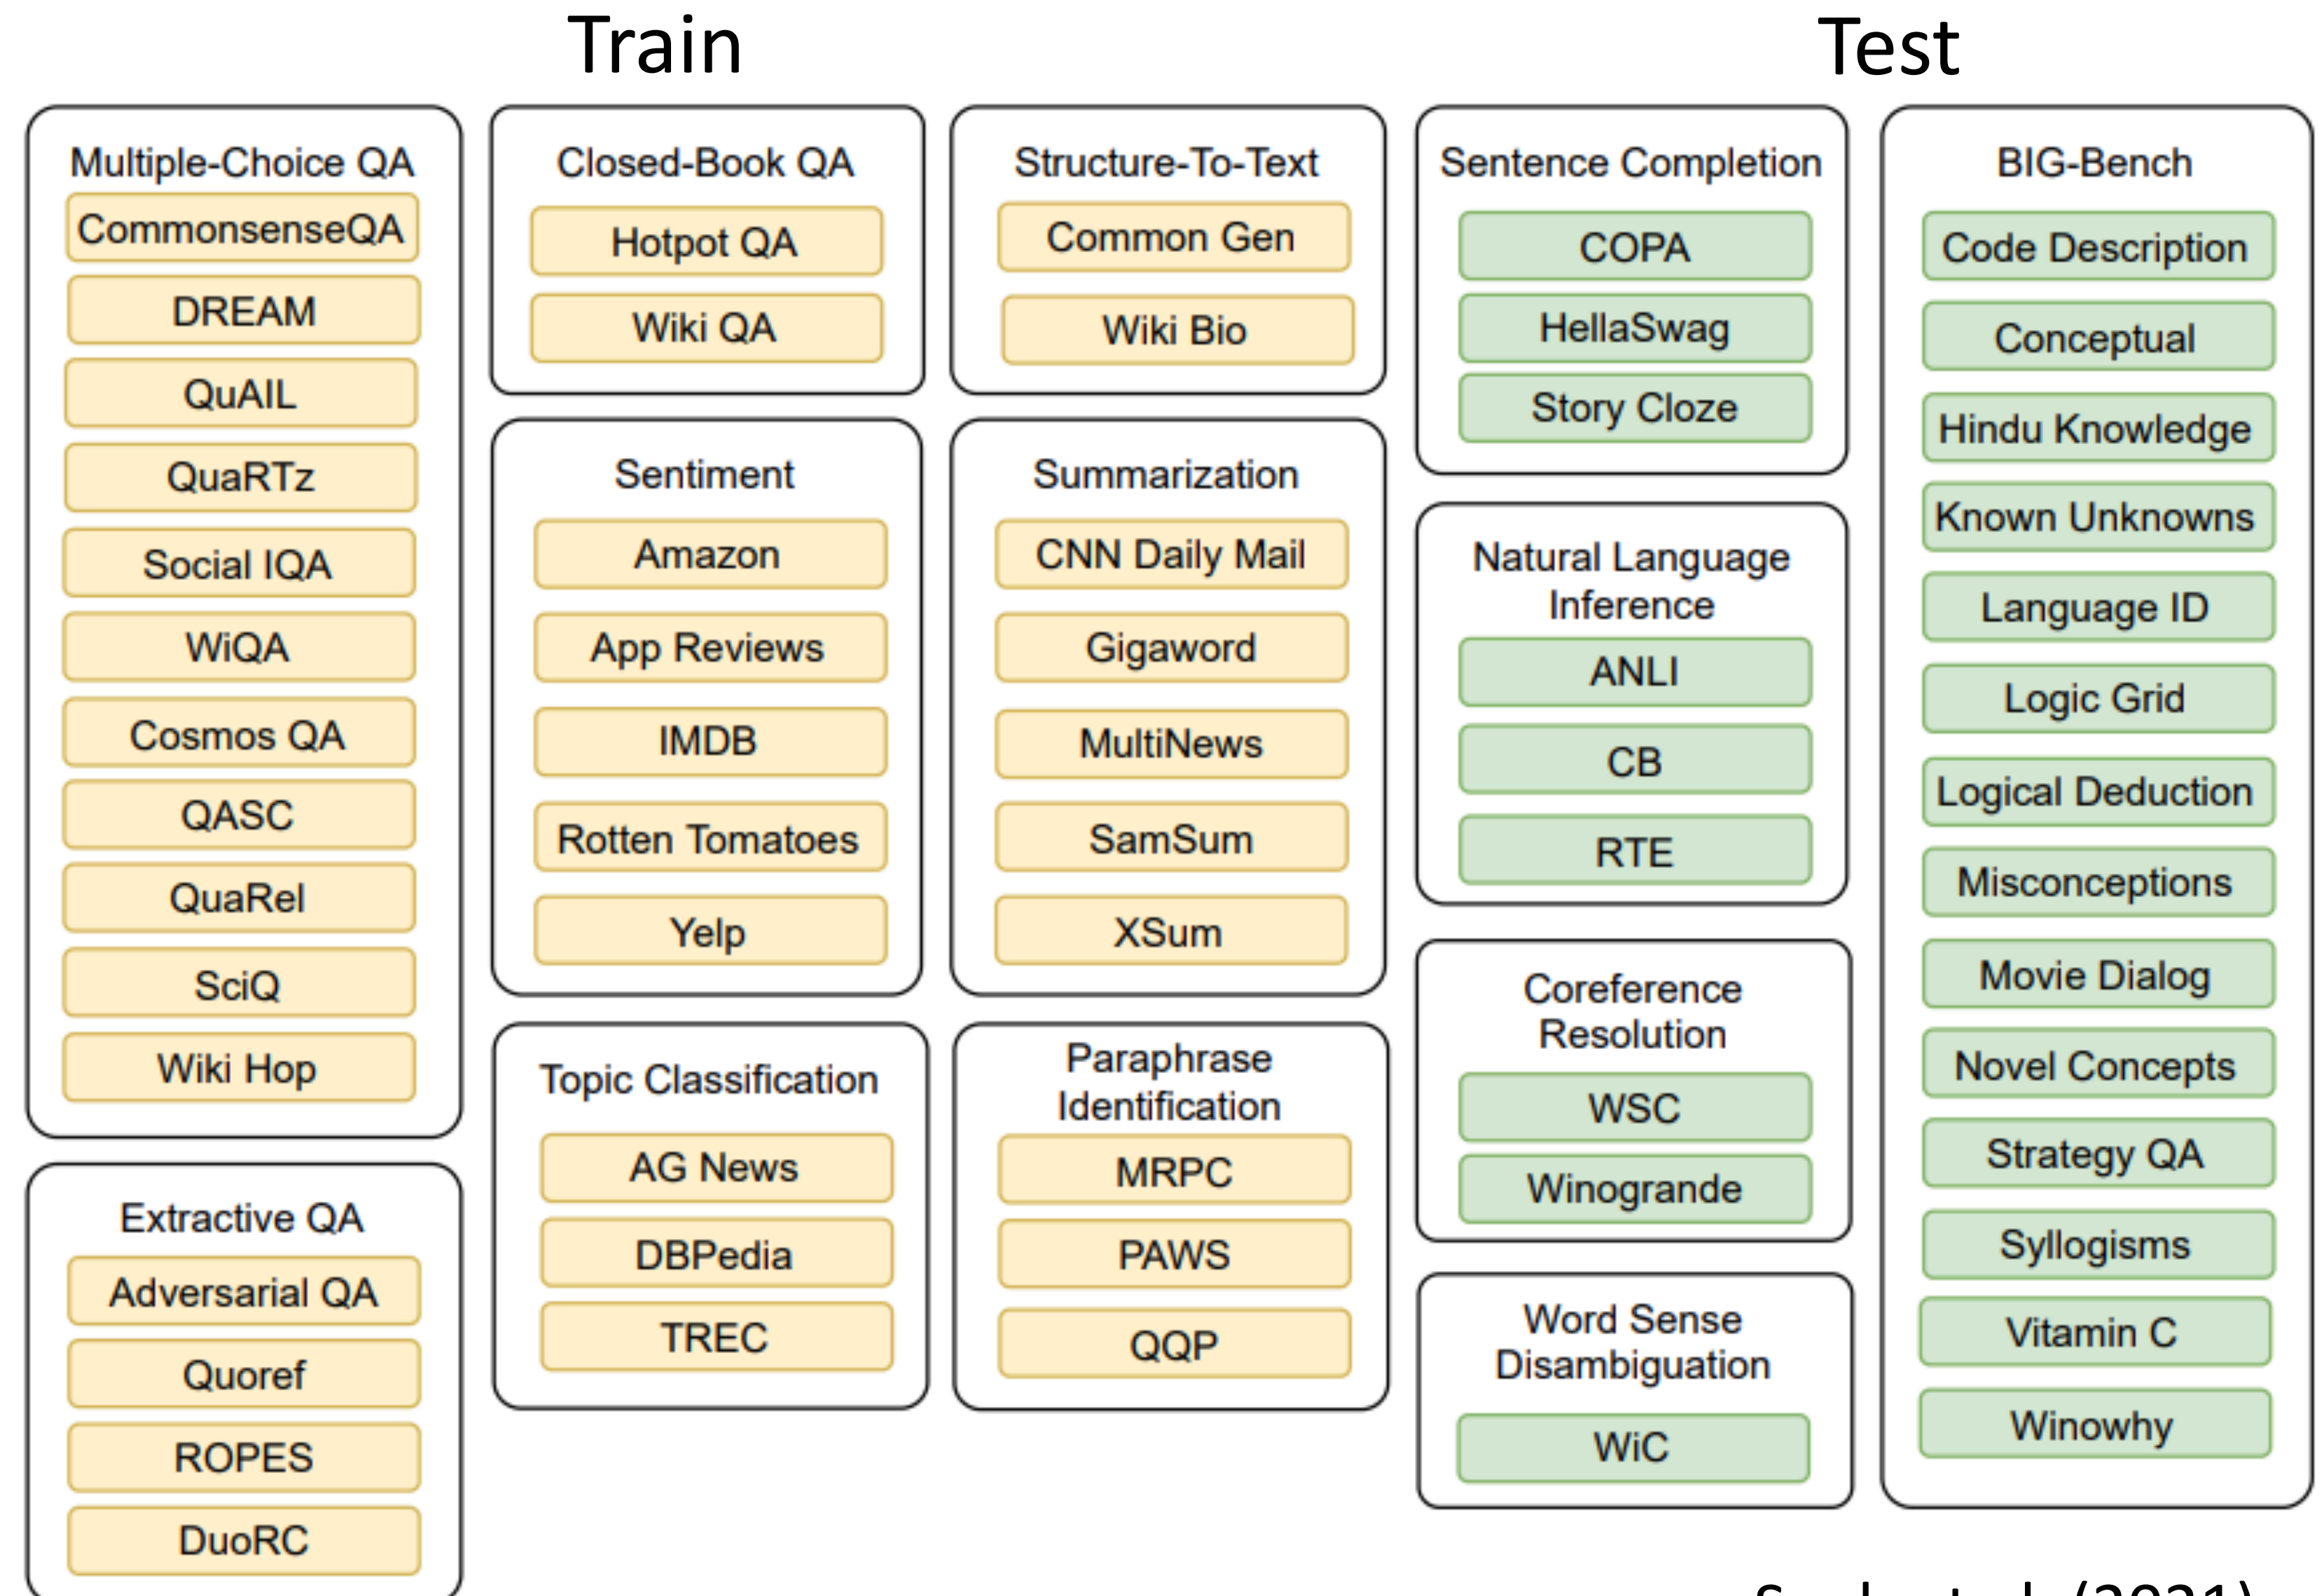 Train
Test
Multiple-Choice QA
CommonsenseQA
DREAM
QuAIL
QuaRTz
Social IQA
WiQA
Cosmos QA
QASC
QuaRel
SciQ
Wiki Hop
Extractive QA
Adversarial QA
Quoref
ROPES
DuoRC
Closed-Book QA
Hotpot QA
Wiki QA
Sentiment
Amazon
App Reviews
IMDB
Rotten Tomatoes
Yelp
Topic Classification
AG News
DBPedia
TREC
Structure-To-Text
Common Gen
Wiki Bio
Summarization
CNN Daily Mail
Gigaword
MultiNews
SamSum
XSum
Paraphrase
Identification
MRPC
PAWS
QQP
Sentence Completion
COPA
HellaSwag
Story Cloze
Natural Language
Inference
ANLI
CB
RTE
Coreference
Resolution
WSC
Winogrande
Word Sense
Disambiguation
WiC
BIG-Bench
Code Description
Conceptual
Hindu Knowledge
Known Unknowns
Language ID
Logic Grid
Logical Deduction
Misconceptions
Movie Dialog
Novel Concepts
Strategy QA
Syllogisms
Vitamin C
Winowhy
(2021)